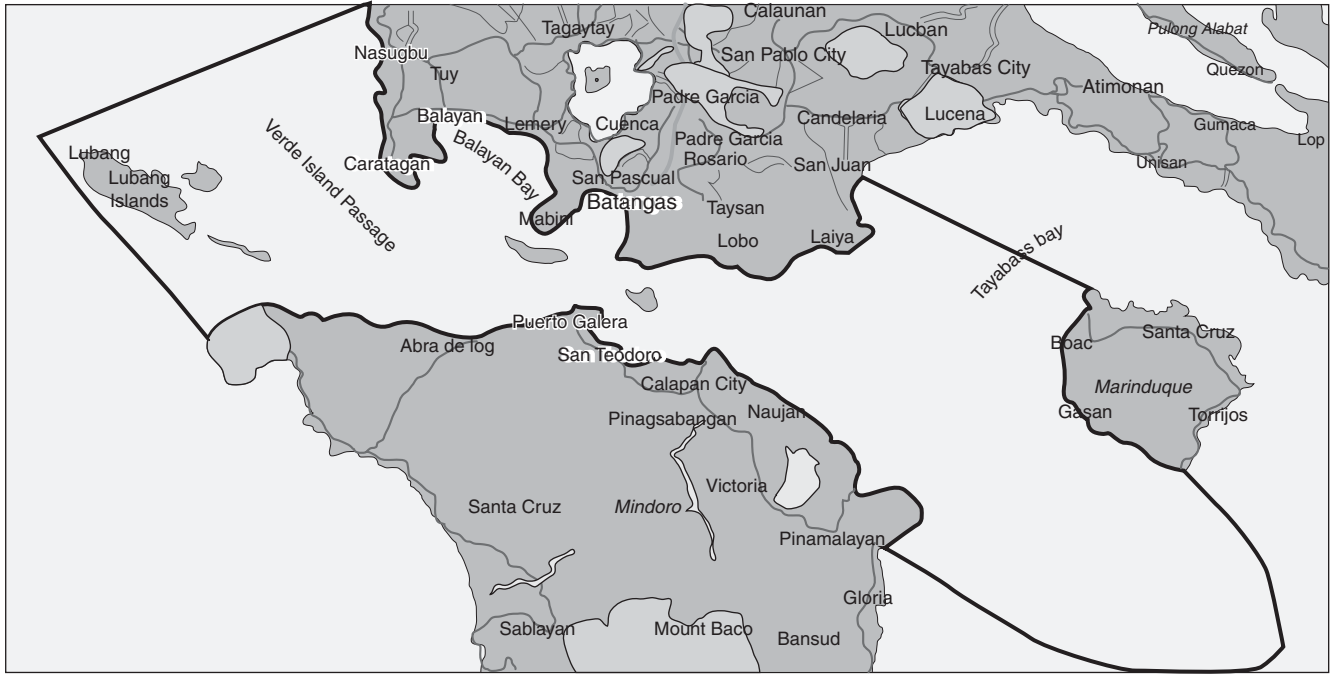 Calaunan
Tagaytay
Lucban
Pulong Alabat
Nasugbu
San Pablo City
Tuy
Tayabas City
Quezon
Atimonan
Padre Garcia
Balayan
Lemery
Cuenca
Candelaria
Lucena
Gumaca
Verde Island Passage
Balayan Bay
Padre Garcia
Lop
Lubang
Rosario
Caratagan
San Juan
Unisan
Lubang
Islands
San Pascual
Batangas
Mabini
Taysan
Lobo
Laiya
Tayabass bay
Puerto Galera
Abra de log
San Teodoro
Boac
Santa Cruz
Calapan City
Marinduque
Pinagsabangan
Naujan
Gasan
Torrijos
Victoria
Santa Cruz
Mindoro
Pinamalayan
Gloria
Sablayan
Mount Baco
Bansud